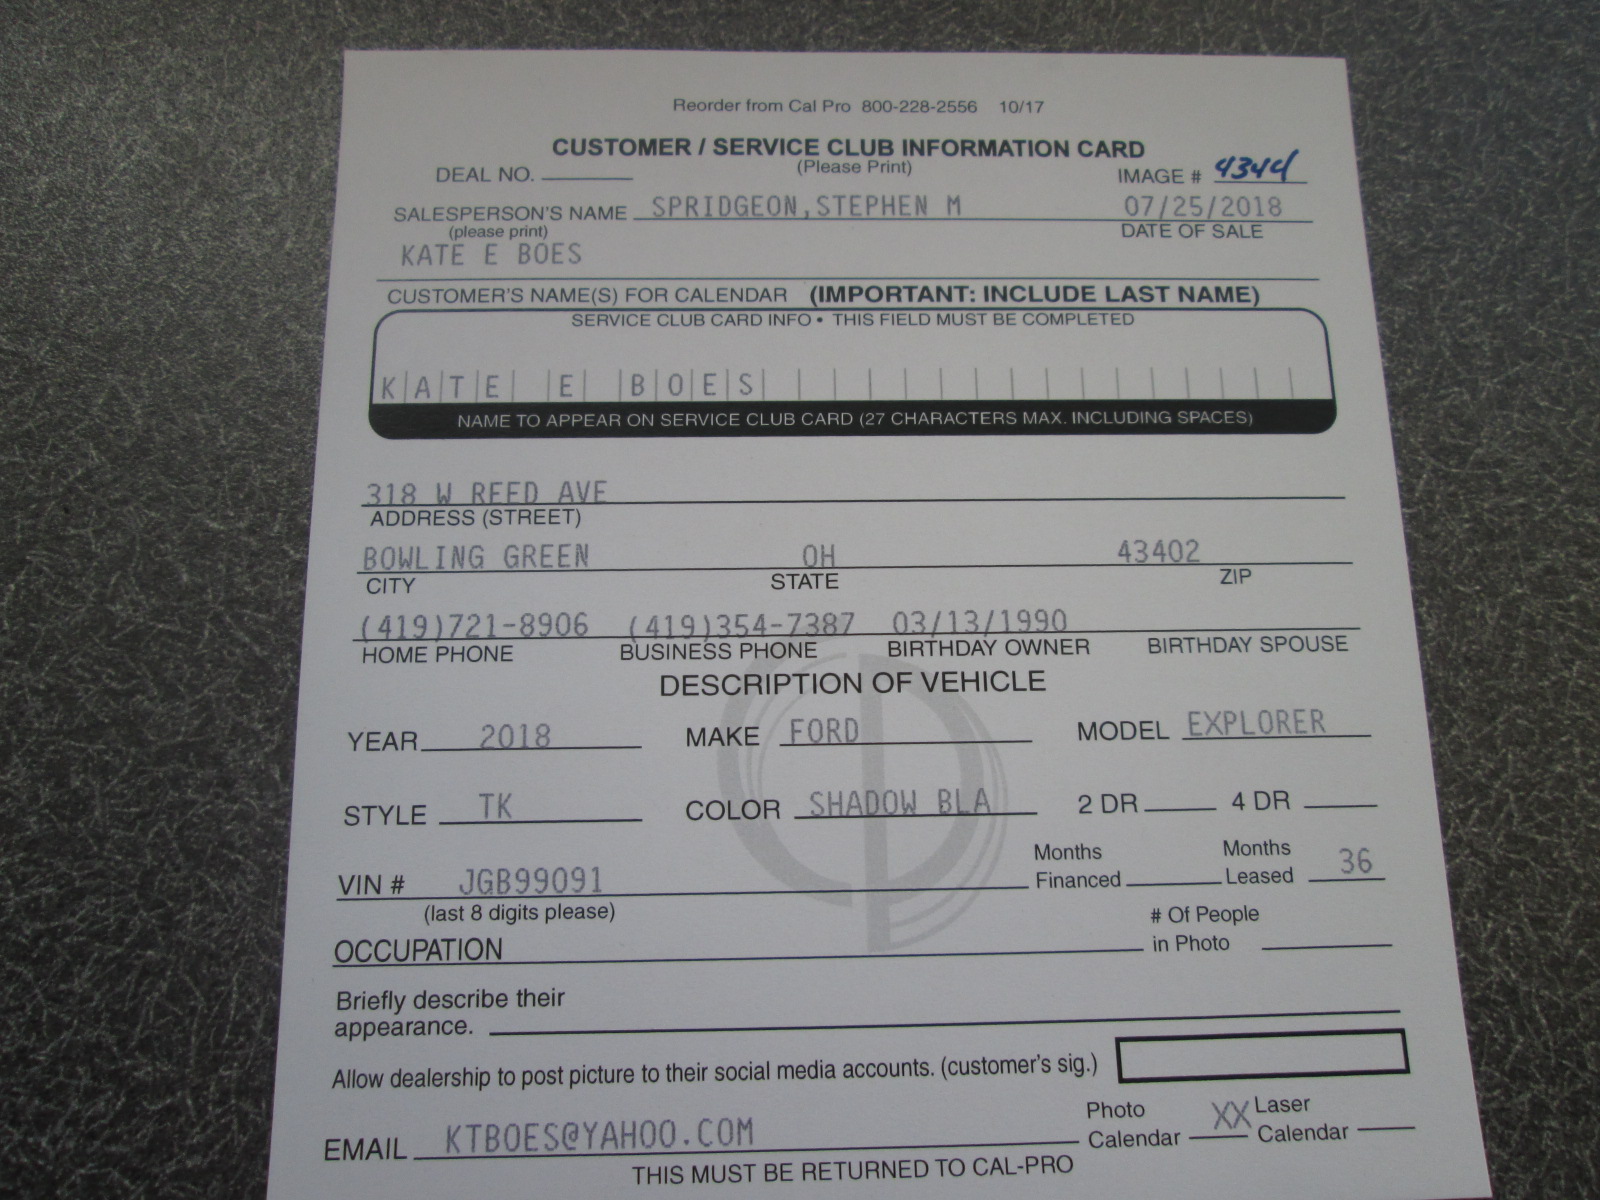 Reorder from Cal Pro 800-228-2556 10/17
CUSTOMER / SERVICE CLUB INFORMATION CARD
(Please Print)
DEAL NO. IMAGE # 4344
SALESPERSON'S NAME SPRIDGEON,STEPHEN M 07/25/2018
(please print) DATE OF SALE
KATE E BOES
CUSTOMER'S NAME(S) FOR CALENDAR (IMPORTANT: INCLUDE LAST NAME)
SERVICE CLUB CARD INFO • THIS FIELD MUST BE COMPLETED
KATE E BOES
NAME TO APPEAR ON SERVICE CLUB CARD (27 CHARACTERS MAX. INCLUDING SPACES)
318 W REED AVE
ADDRESS (STREET)
BOWLING GREEN OH 43402
CITY STATE ZIP
(419)721-8906 (419)354-7387 03/13/1990
HOME PHONE BUSINESS PHONE BIRTHDAY OWNER BIRTHDAY SPOUSE
DESCRIPTION OF VEHICLE
YEAR 2018 MAKE FORD MODEL EXPLORER
STYLE TK COLOR SHADOW BLA 2 DR 4 DR
VIN # JGB99091 Months Financed Months Leased 36
(last 8 digits please)
OCCUPATION # Of People in Photo
Briefly describe their
appearance.
Allow dealership to post picture to their social media accounts. (customer's sig.)
EMAIL KTBOES@YAHOO.COM Photo Calendar XX Laser Calendar
THIS MUST BE RETURNED TO CAL-PRO